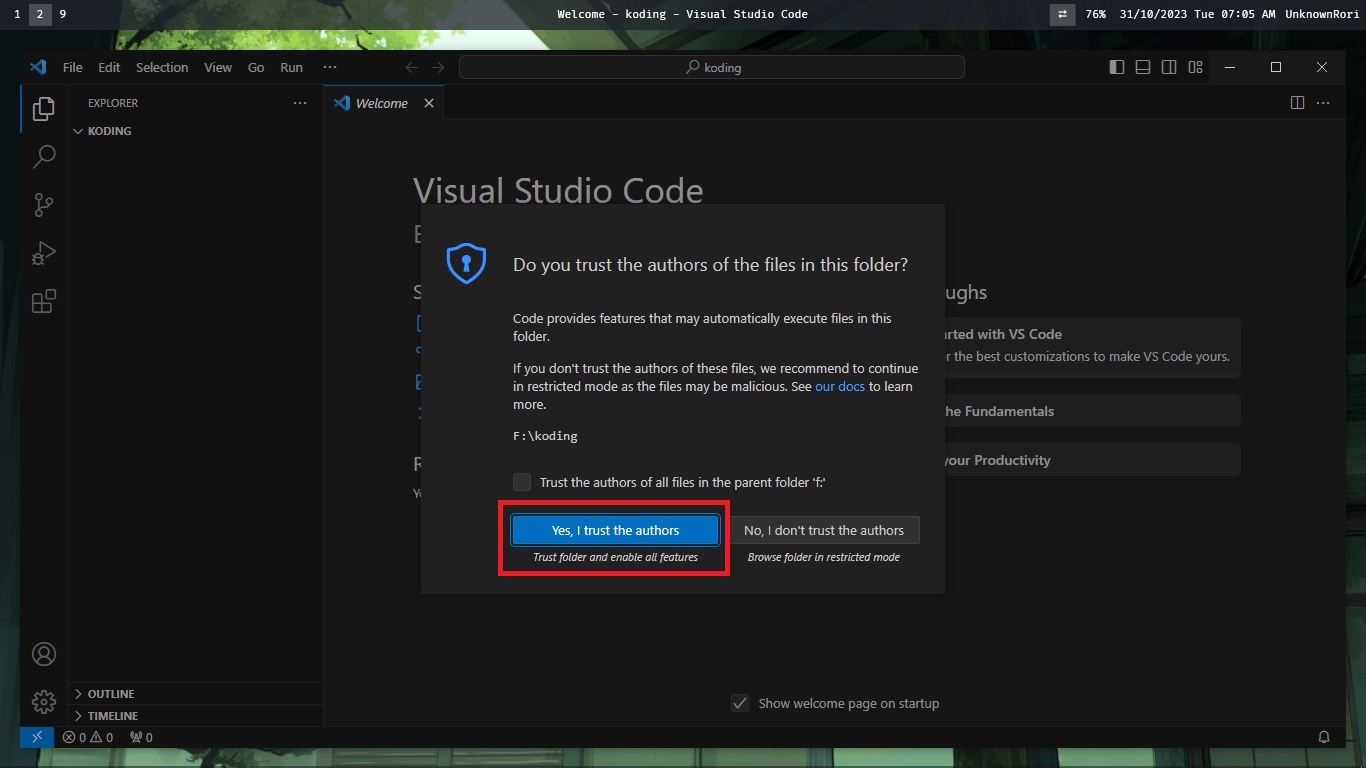 1 2 9
Welcome - koding - Visual Studio Code
76% 31/10/2023 Tue 07:05 AM UnknownRori
File Edit Selection View Go Run
koding
EXPLORER
Welcome
KODING
Visual Studio Code
Do you trust the authors of the files in this folder?
ughs
Code provides features that may automatically execute files in this
folder.
arted with VS Code
er the best customizations to make VS Code yours.
If you don't trust the authors of these files, we recommend to continue
in restricted mode as the files may be malicious. See our docs to learn
more.
he Fundamentals
F:\koding
your Productivity
Trust the authors of all files in the parent folder 'f:'
Yes, I trust the authors
No, I don't trust the authors
Trust folder and enable all features
Browse folder in restricted mode
OUTLINE
Show welcome page on startup
TIMELINE
0 0 0